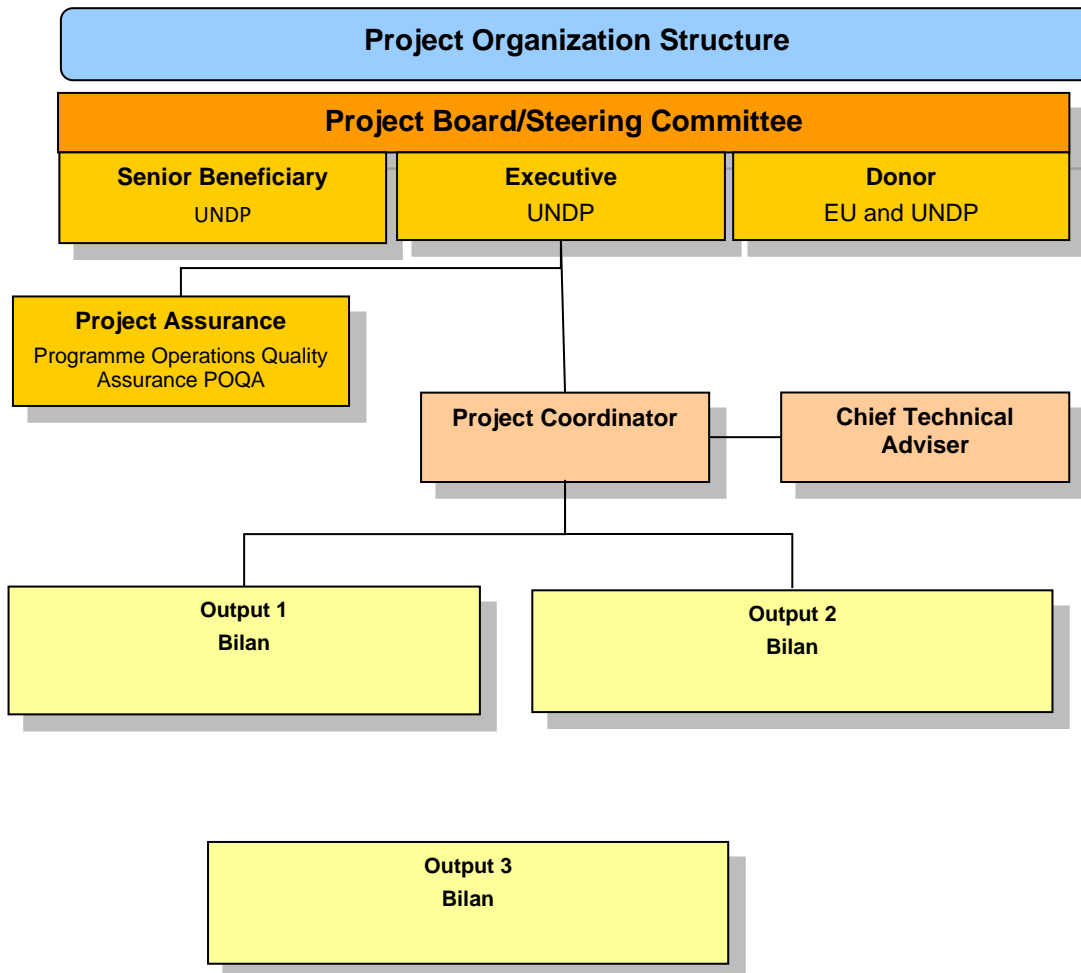 Project Organization Structure
Project Board/Steering Committee
Senior Beneficiary
UNDP
Executive
UNDP
Donor
EU and UNDP
Project Assurance
Programme Operations Quality
Assurance POQA
Project Coordinator
Chief Technical
Adviser
Output 1
Bilan
Output 2
Bilan
Output 3
Bilan